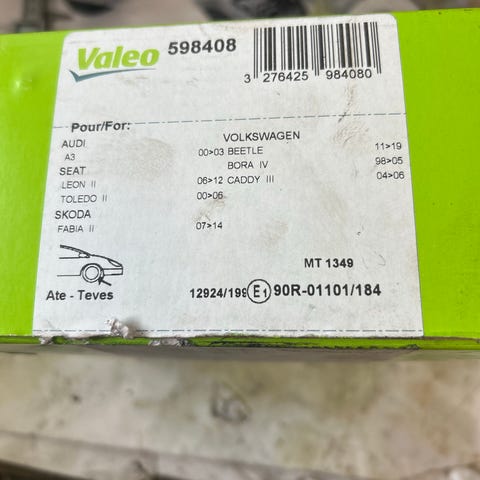 Valeo 598408
3 276425 984080
Pour/For:
AUDI
A3 00>03
SEAT
LEON II 06>12
TOLEDO II 00>06
SKODA
FABIA II 07>14
VOLKSWAGEN
BEETLE 11>19
BORA IV 98>05
CADDY III 04>06
MT 1349
Ate - Teves
12924/199 E1 90R-01101/184